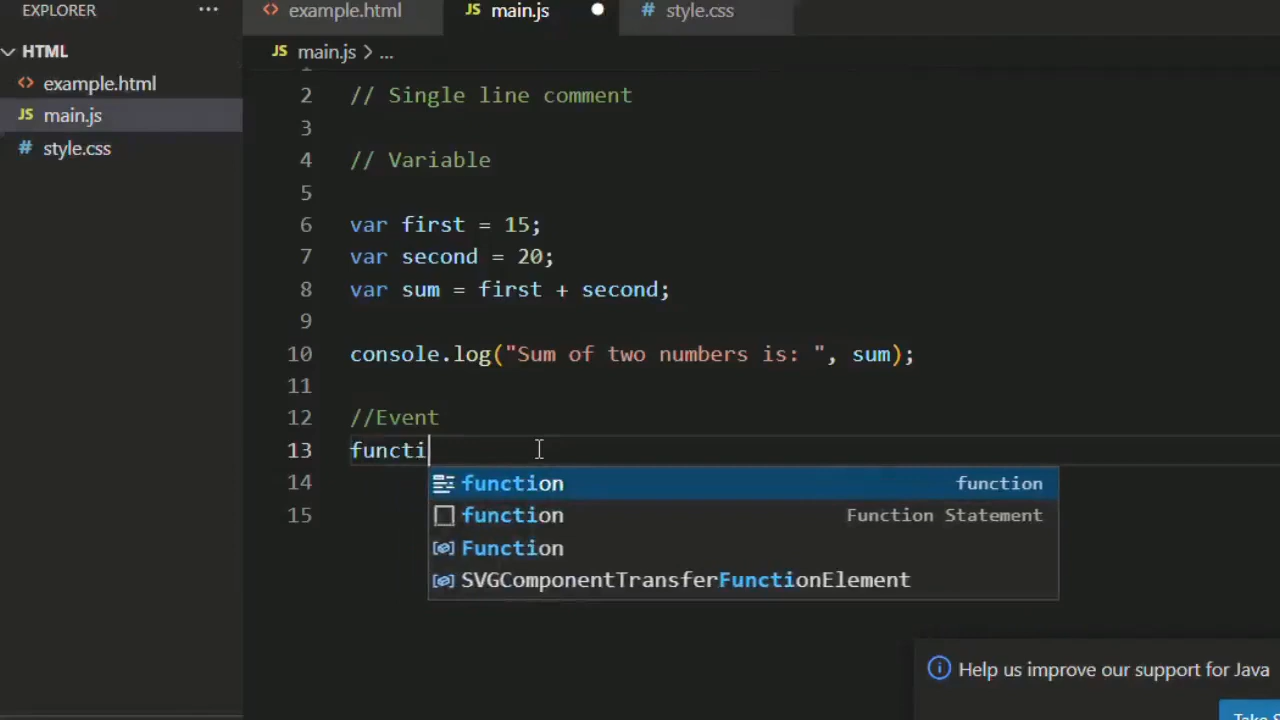 EXPLORER ...
HTML
<> example.html
JS main.js
# style.css
<> example.html JS main.js # style.css
JS main.js > ...
2 // Single line comment
3
4 // Variable
5
6 var first = 15;
7 var second = 20;
8 var sum = first + second;
9
10 console.log("Sum of two numbers is: ", sum);
11
12 //Event
13 functi
14
15
function function
function Function Statement
Function
SVGComponentTransferFunctionElement
Help us improve our support for Java